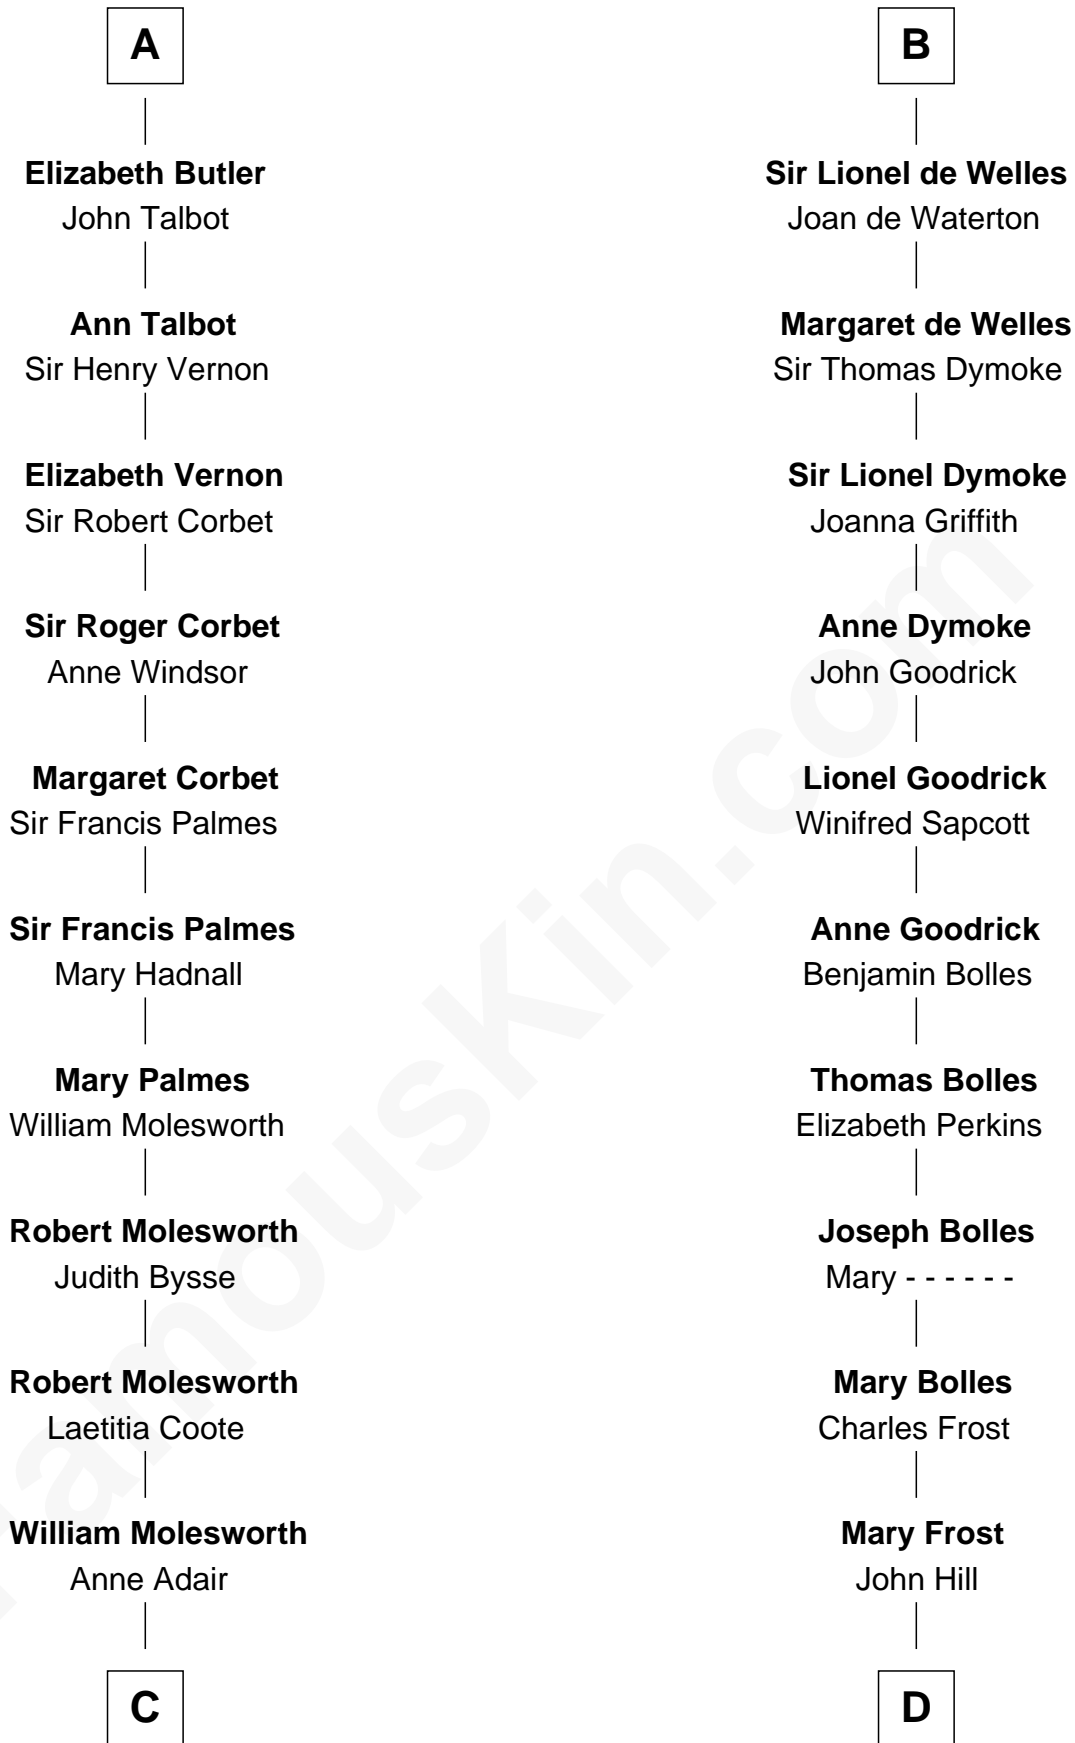 A
Elizabeth Butler
John Talbot
Ann Talbot
Sir Henry Vernon
Elizabeth Vernon
Sir Robert Corbet
Sir Roger Corbet
Anne Windsor
Margaret Corbet
Sir Francis Palmes
Sir Francis Palmes
Mary Hadnall
Mary Palmes
William Molesworth
Robert Molesworth
Judith Bysse
Robert Molesworth
Laetitia Coote
William Molesworth
Anne Adair
C
B
Sir Lionel de Welles
Joan de Waterton
Margaret de Welles
Sir Thomas Dymoke
Sir Lionel Dymoke
Joanna Griffith
Anne Dymoke
John Goodrick
Lionel Goodrick
Winifred Sapcott
Anne Goodrick
Benjamin Bolles
Thomas Bolles
Elizabeth Perkins
Joseph Bolles
Mary - - - - - -
Mary Bolles
Charles Frost
Mary Frost
John Hill
D
FamousKin.com